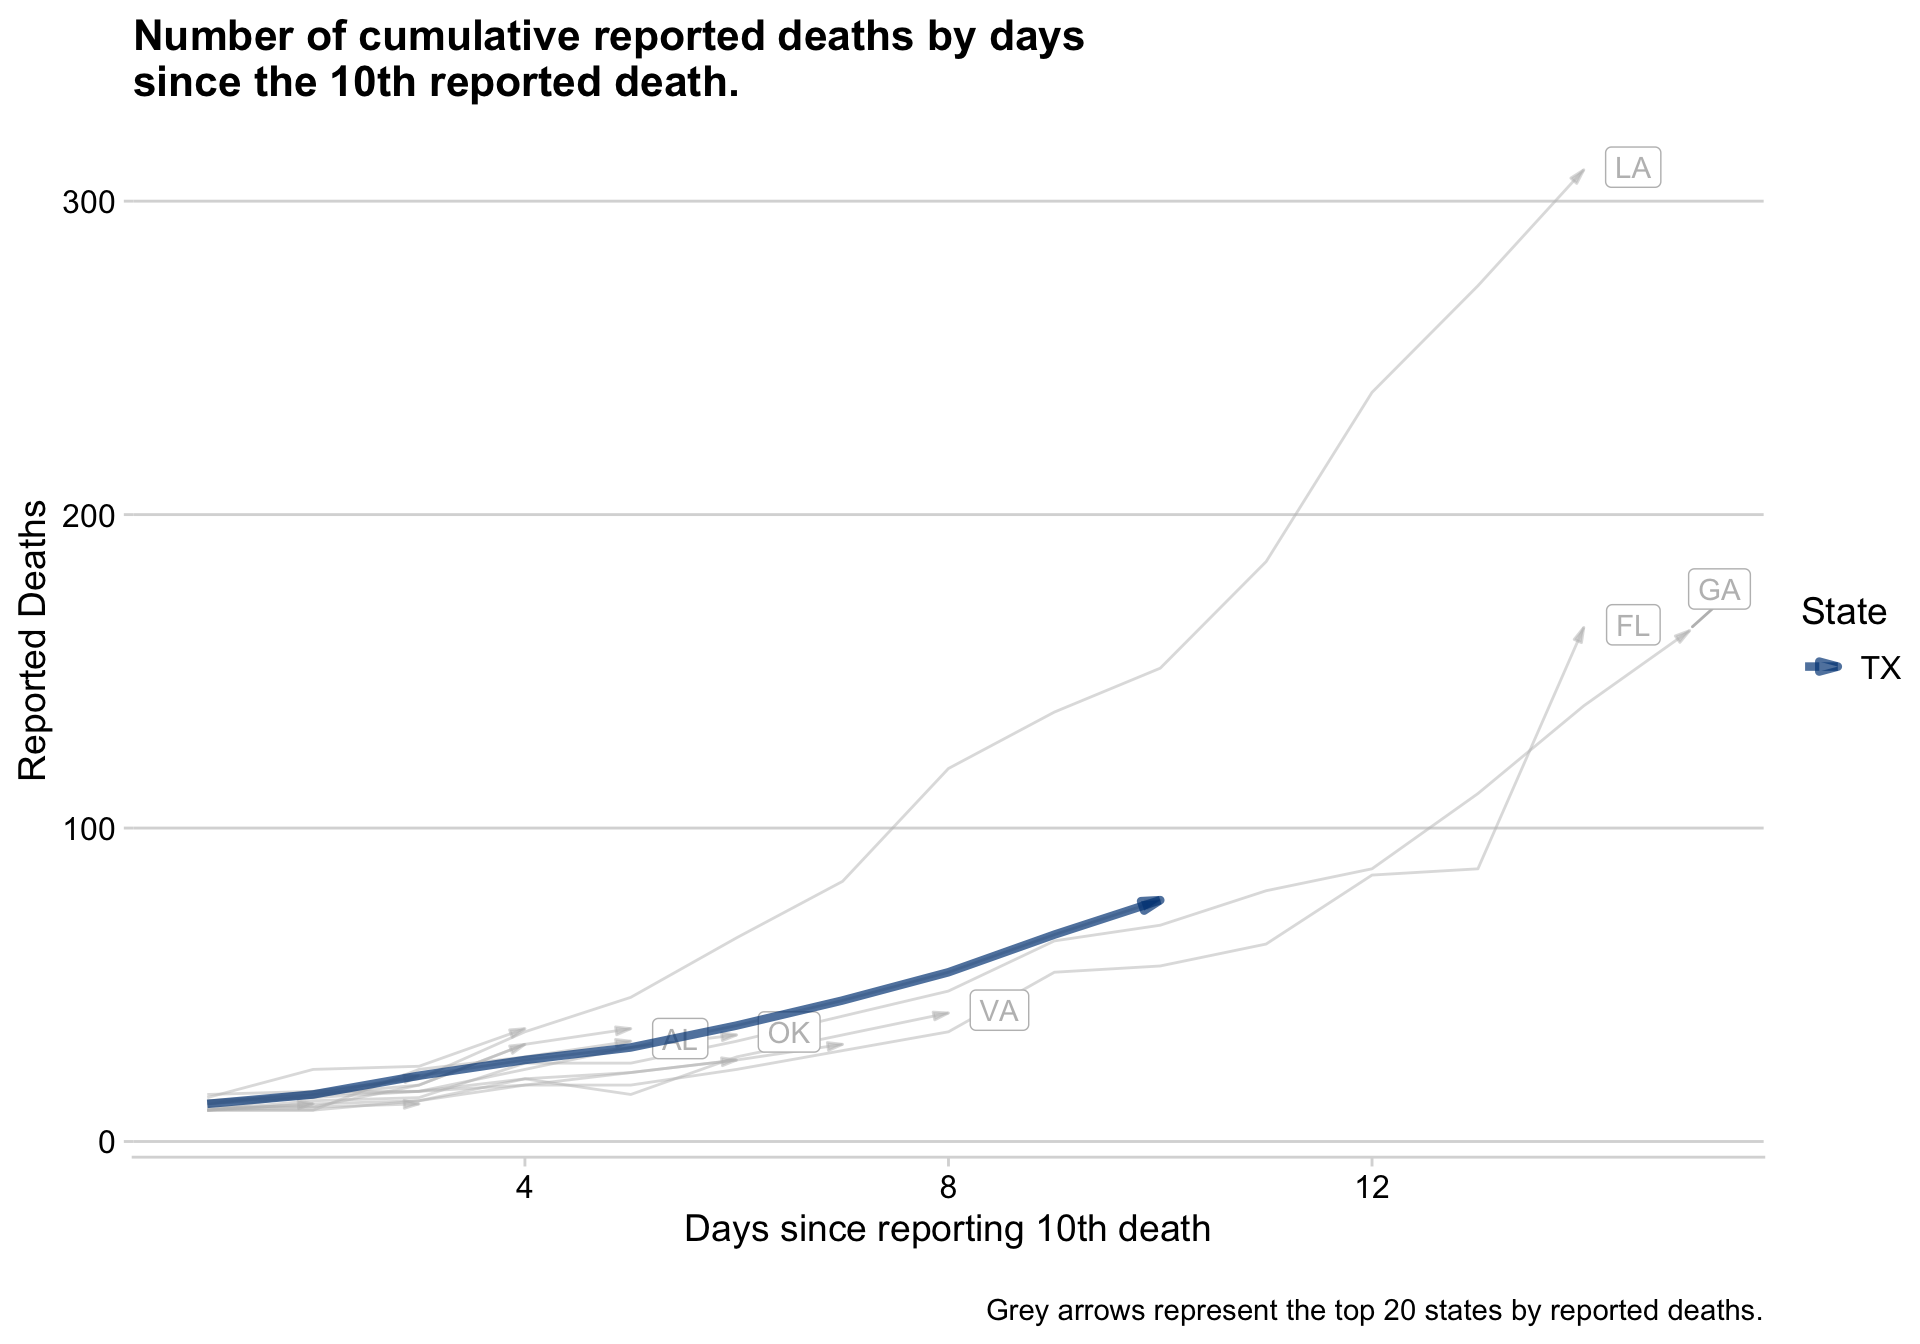 Number of cumulative reported deaths by days
since the 10th reported death.
LA
300
200
GA
FL
State
TX
Reported Deaths
100
VA
AL
OK
0
4
8
12
Days since reporting 10th death
Grey arrows represent the top 20 states by reported deaths.